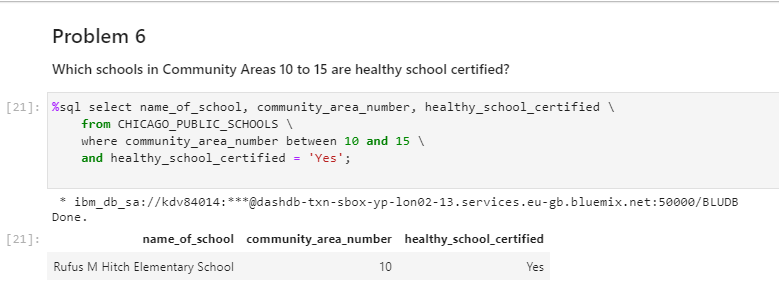 Problem 6
Which schools in Community Areas 10 to 15 are healthy school certified?
[21]: %sql select name_of_school, community_area_number, healthy_school_certified \
from CHICAGO_PUBLIC_SCHOOLS \
where community_area_number between 10 and 15 \
and healthy_school_certified = 'Yes';
* ibm_db_sa://kdv84014:***@dashdb-txn-sbox-yp-lon02-13.services.eu-gb.bluemix.net:50000/BLUDB
Done.
[21]: name_of_school community_area_number healthy_school_certified
Rufus M Hitch Elementary School 10 Yes